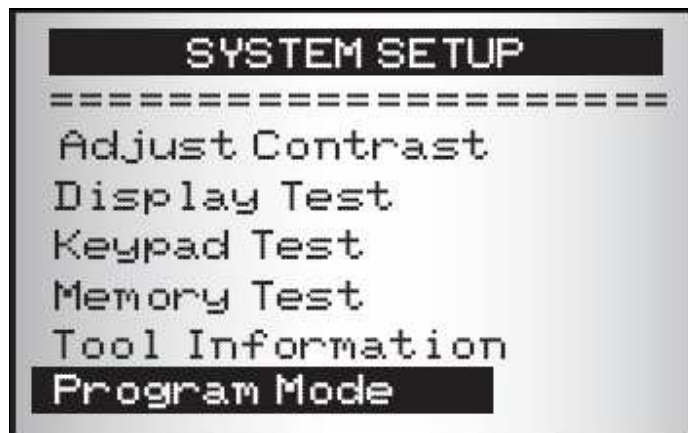 SYSTEM SETUP
=====================
Adjust Contrast
Display Test
Keypad Test
Memory Test
Tool Information
Program Mode